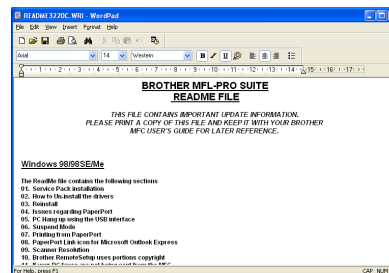 README3220C.WRI - WordPad
File Edit View Insert Format Help
Arial 14 Western B I U
BROTHER MFL-PRO SUITE
README FILE
THIS FILE CONTAINS IMPORTANT UPDATE INFORMATION.
PLEASE PRINT A COPY OF THIS FILE AND KEEP IT WITH YOUR BROTHER
MFC USER'S GUIDE FOR LATER REFERENCE.
Windows 98/98SE/Me
The ReadMe file contains the following sections
01. Service Pack installation
02. How to Un-install the drivers
03. Reinstall
04. Issues regarding PaperPort
05. PC Hang up using the USB interface
06. Suspend Mode
07. Printing from PaperPort
08. PaperPort Link icon for Microsoft Outlook Express
09. Scanner Resolution
10. Brother RemoteSetup uses portions copyright
For Help, press F1 CAP NUM